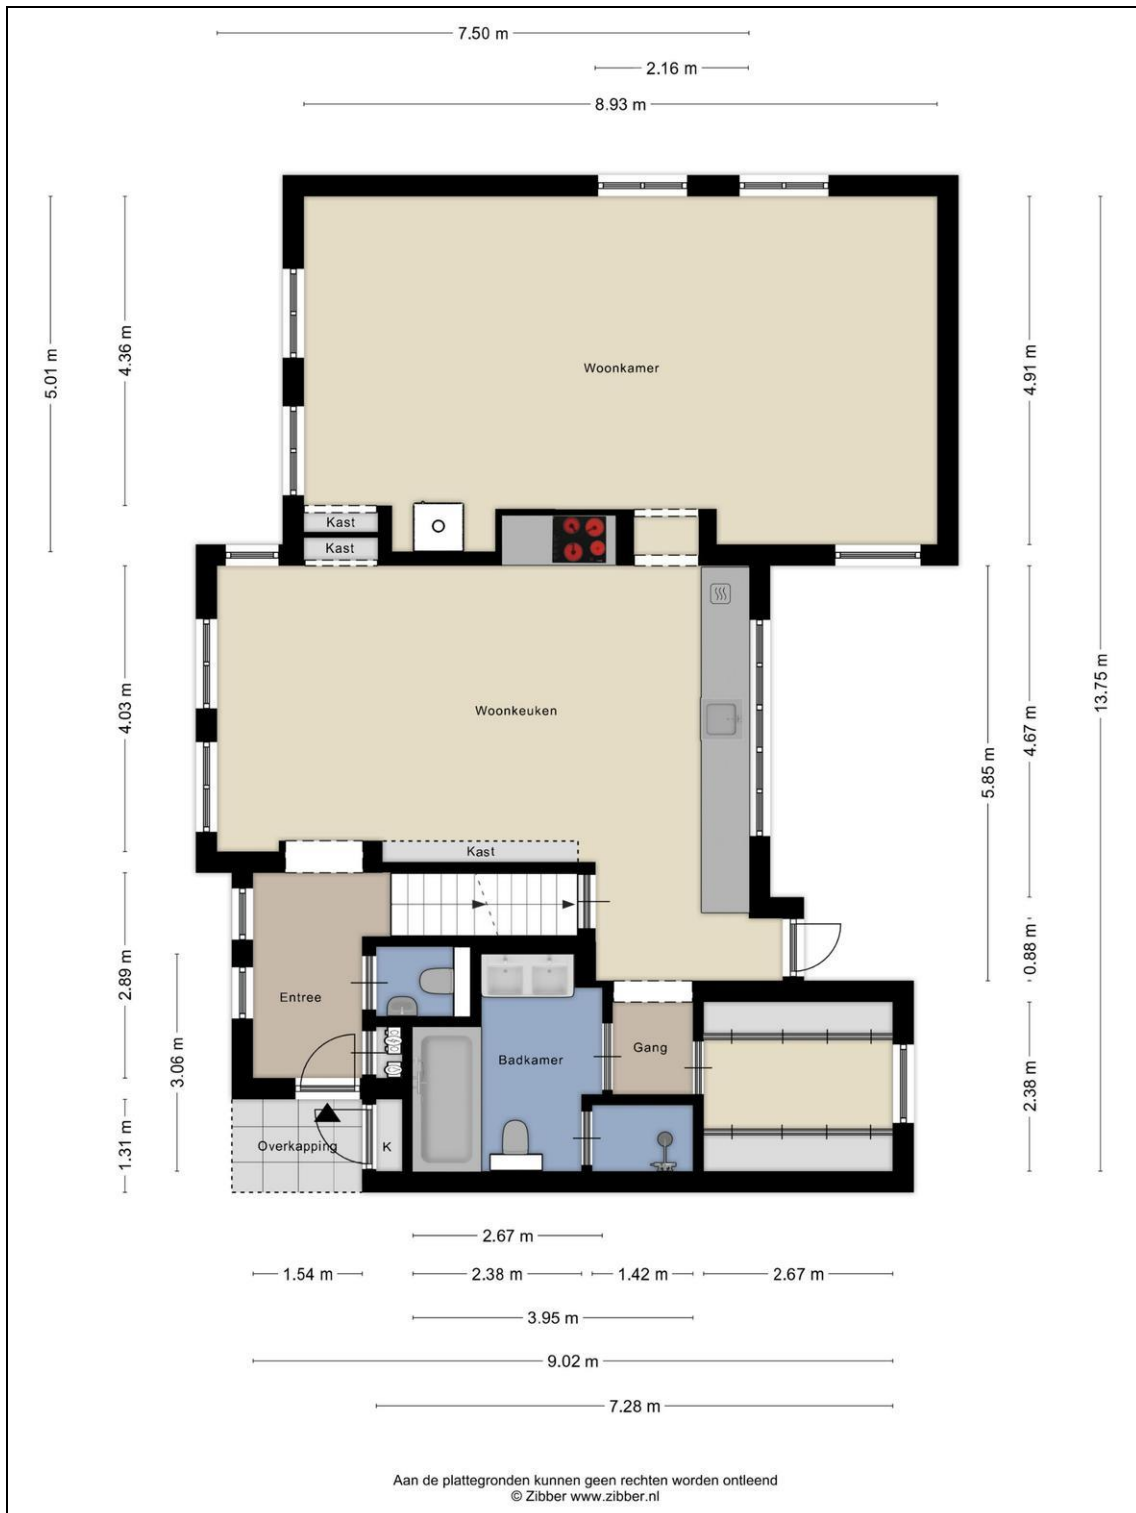 7.50 m
2.16 m
8.93 m
5.01 m
4.36 m
4.91 m
13.75 m
Woonkamer
Kast
Kast
4.03 m
Woonkeuken
5.85 m
4.67 m
Kast
0.88 m
2.89 m
3.06 m
Entree
Badkamer
Gang
2.38 m
1.31 m
Overkapping
K
2.67 m
1.54 m
2.38 m
1.42 m
2.67 m
3.95 m
9.02 m
7.28 m
Aan de plattegronden kunnen geen rechten worden ontleend
© Zibber www.zibber.nl